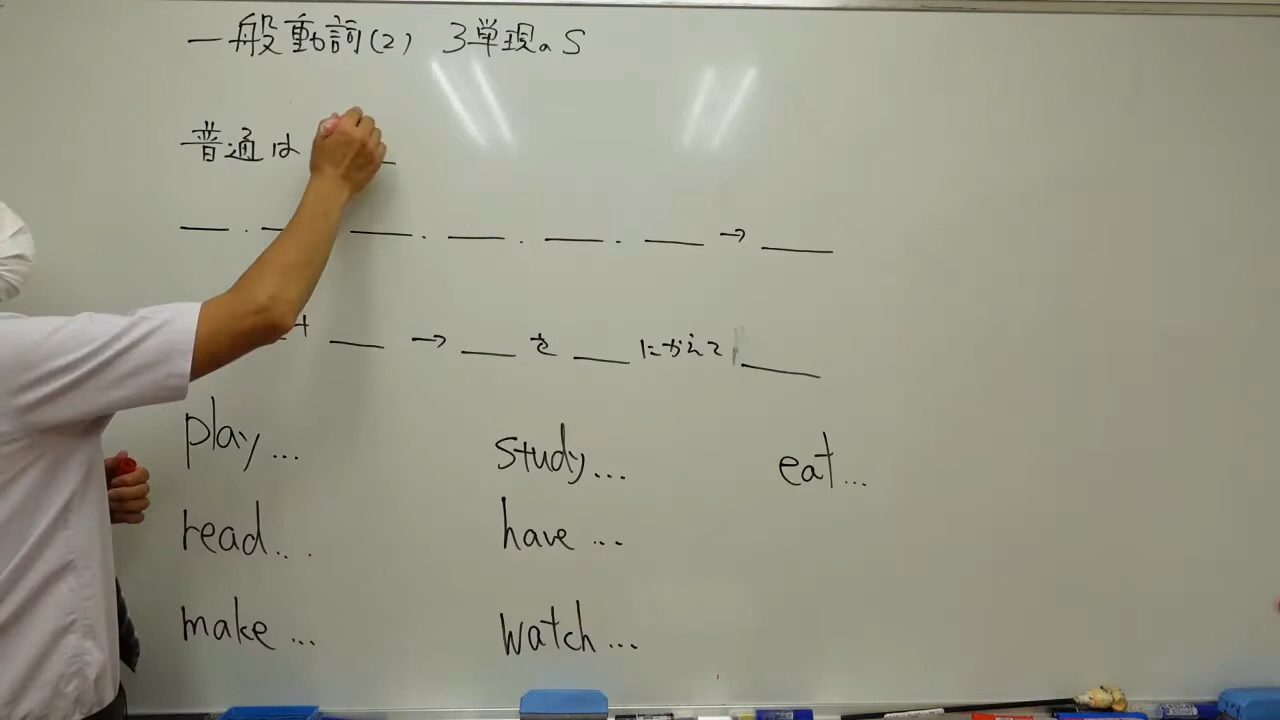 一般動詞(2) 3単現のS
普通は
___ . ___ . ___ . ___ . ___ . ___ → ___
+ ___ → ___ を ___ にかえて ___
play... study... eat...
read... have...
make... watch...